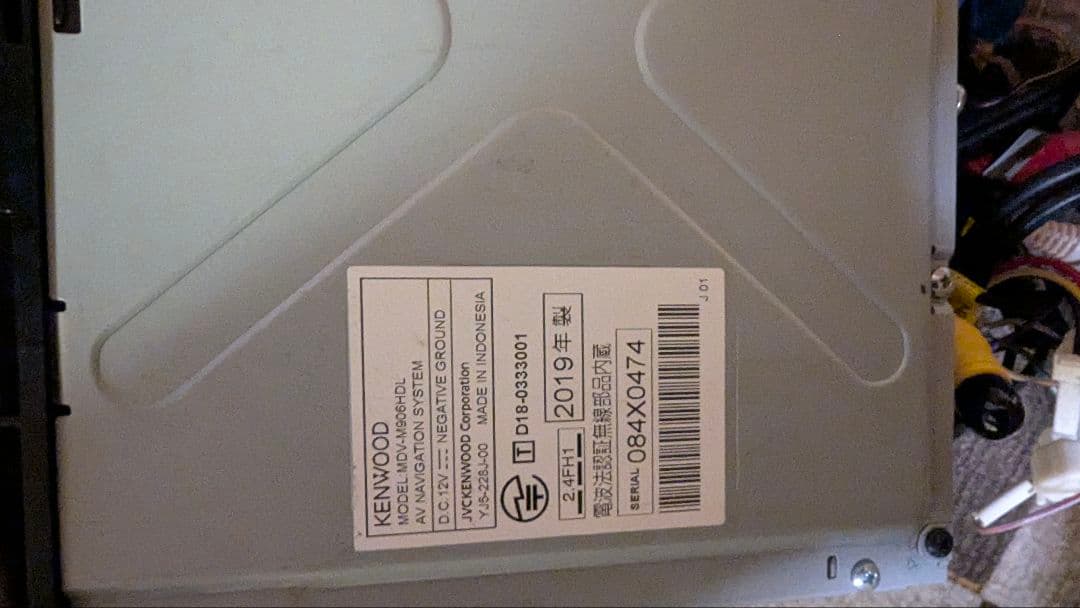 KENWOOD
MODEL:MDV-M906HDL
AV NAVIGATION SYSTEM
D.C.12V NEGATIVE GROUND
JVCKENWOOD Corporation
YJ5-228J-00 MADE IN INDONESIA
T D18-0333001
2.4FH1 2019年製
電波法認証無線部品内蔵
SERIAL 084X0474
J 01